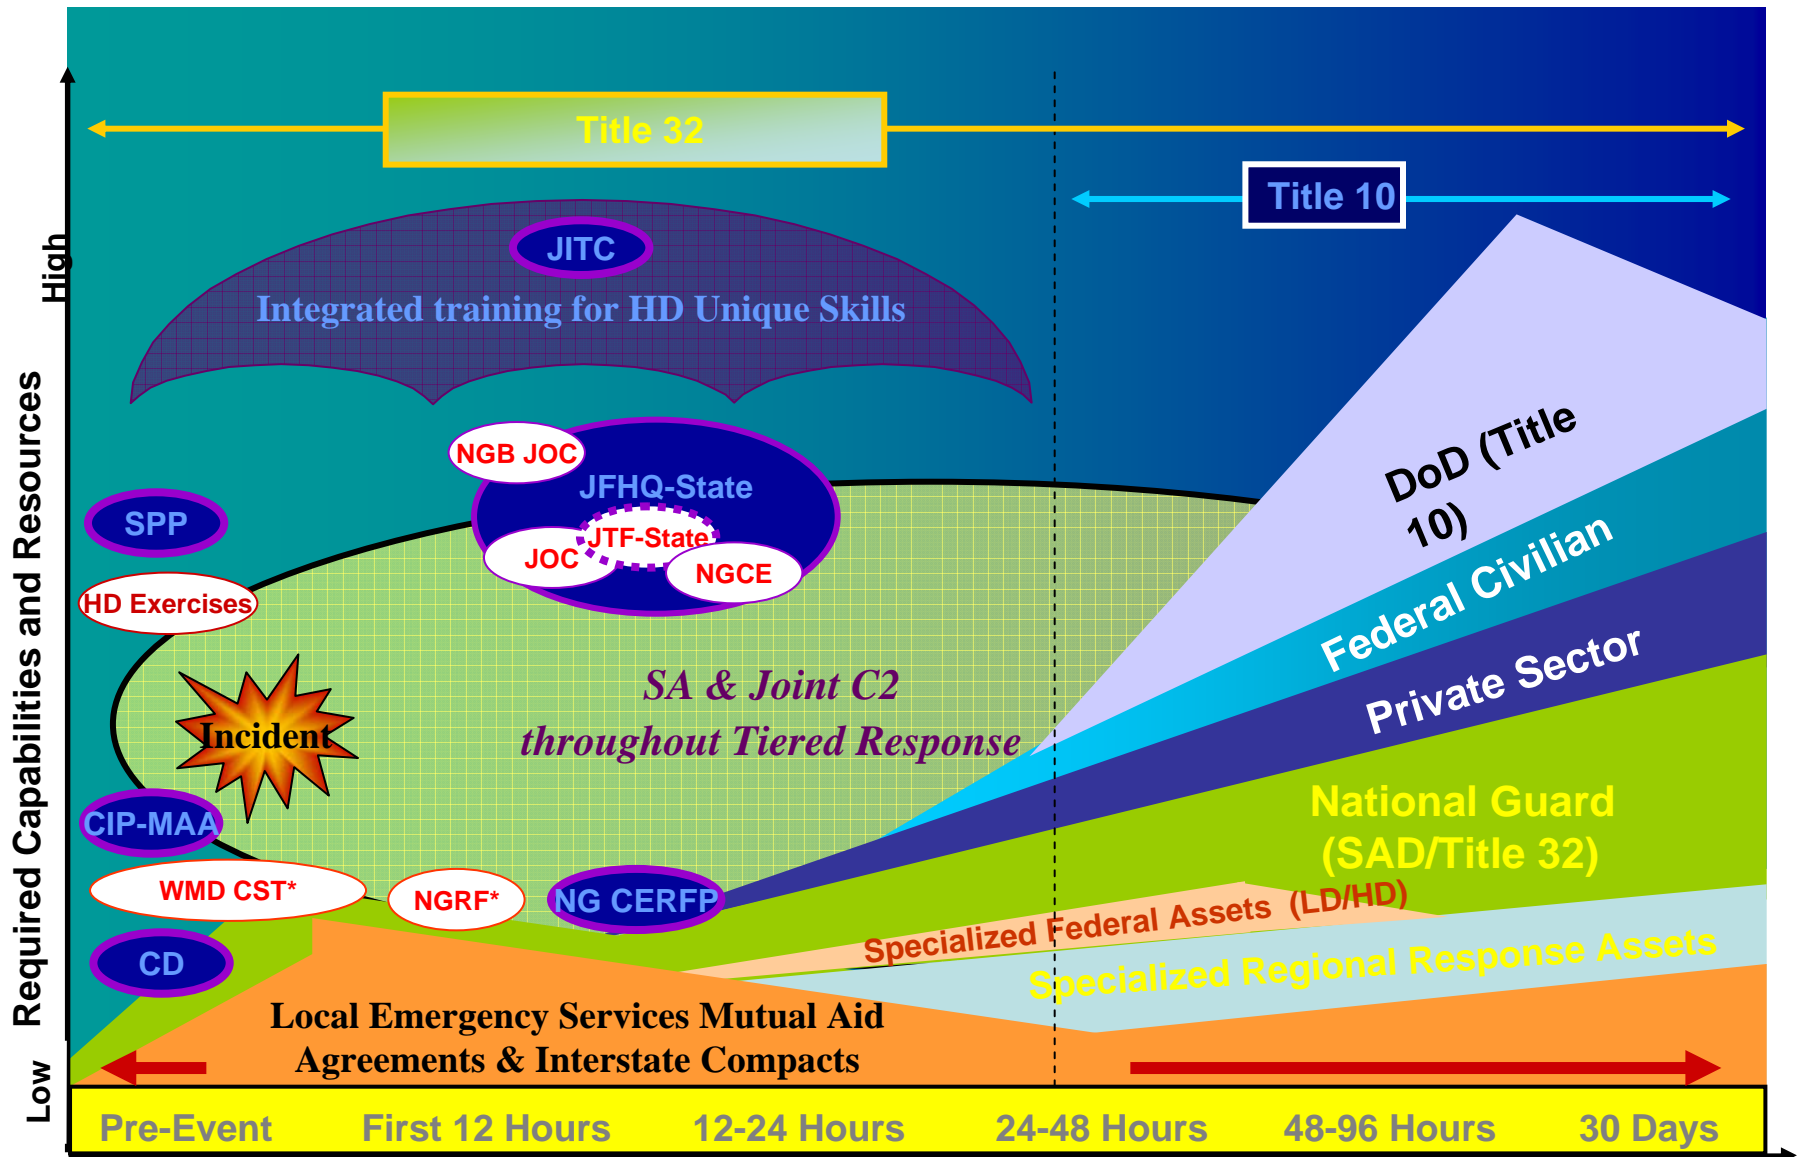 Title 32
Title 10
High
JITC
Integrated training for HD Unique Skills
NGB JOC
JFHQ-State
JTF-State
JOC
NGCE
SPP
HD Exercises
DoD (Title
10)
Federal Civilian
Private Sector
SA & Joint C2
throughout Tiered Response
Incident
CIP-MAA
National Guard
(SAD/Title 32)
WMD CST*
NGRF*
NG CERFP
Specialized Federal Assets (LD/HD)
Specialized Regional Response Assets
CD
Local Emergency Services Mutual Aid
Agreements & Interstate Compacts
Required Capabilities and Resources
Low
Pre-Event
First 12 Hours
12-24 Hours
24-48 Hours
48-96 Hours
30 Days